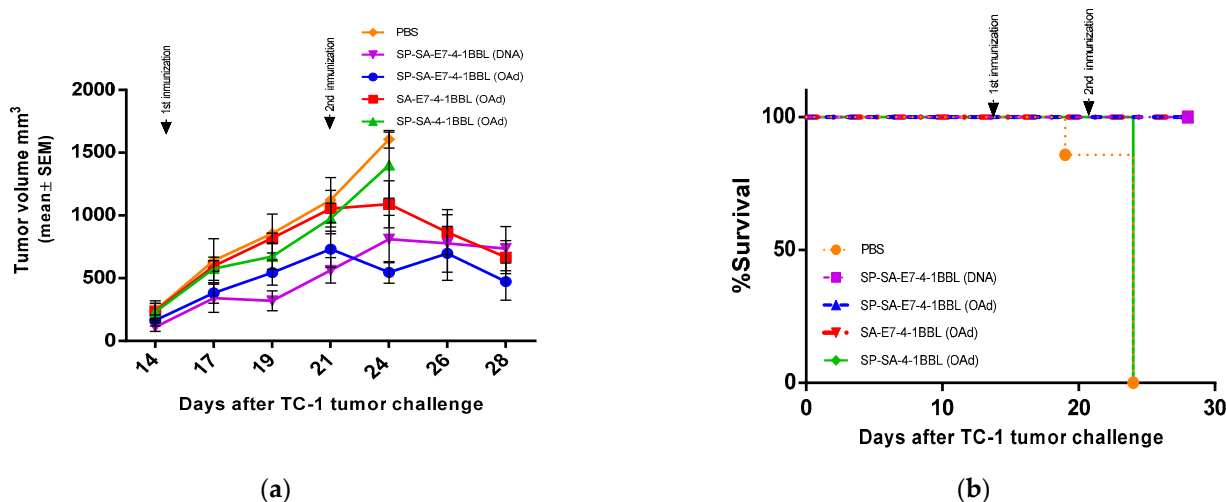 1st inmunization
2nd inmunization
PBS
SP-SA-E7-4-1BBL (DNA)
SP-SA-E7-4-1BBL (OAd)
SA-E7-4-1BBL (OAd)
SP-SA-4-1BBL (OAd)
Tumor volume mm³
(mean± SEM)
2000
1500
1000
500
0
14 17 19 21 24 26 28
Days after TC-1 tumor challenge
(a)
1st inmunization
2nd inmunization
%Survival
100
50
0
PBS
SP-SA-E7-4-1BBL (DNA)
SP-SA-E7-4-1BBL (OAd)
SA-E7-4-1BBL (OAd)
SP-SA-4-1BBL (OAd)
0 10 20 30
Days after TC-1 tumor challenge
(b)